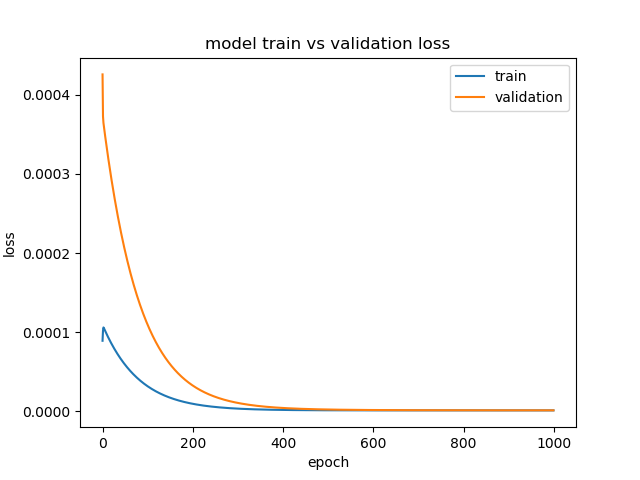 model train vs validation loss
train
validation
0.0004
0.0003
0.0002
0.0001
0.0000
loss
0 200 400 600 800 1000
epoch